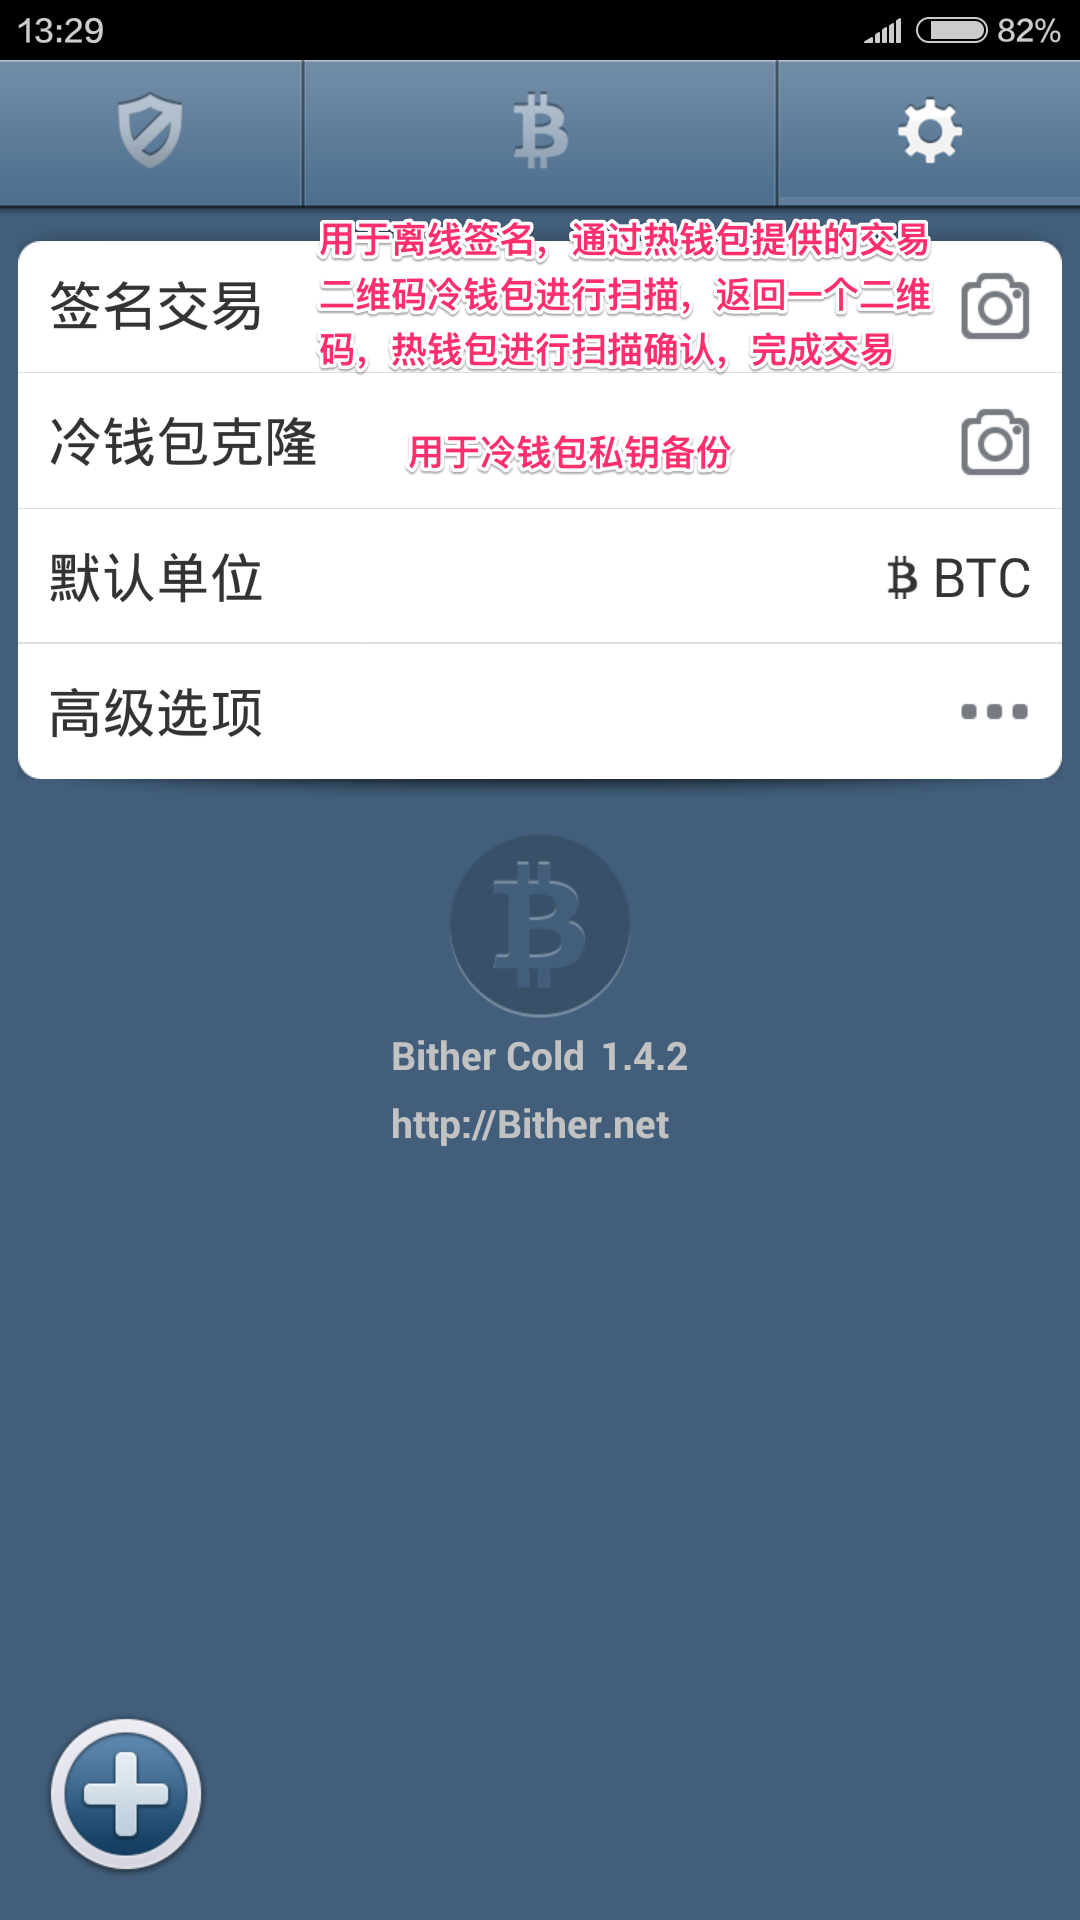 13:29
82%
用于离线签名，通过热钱包提供的交易
二维码冷钱包进行扫描，返回一个二维
码，热钱包进行扫描确认，完成交易
签名交易
冷钱包克隆
用于冷钱包私钥备份
默认单位
BTC
高级选项
Bither Cold 1.4.2
http://Bither.net